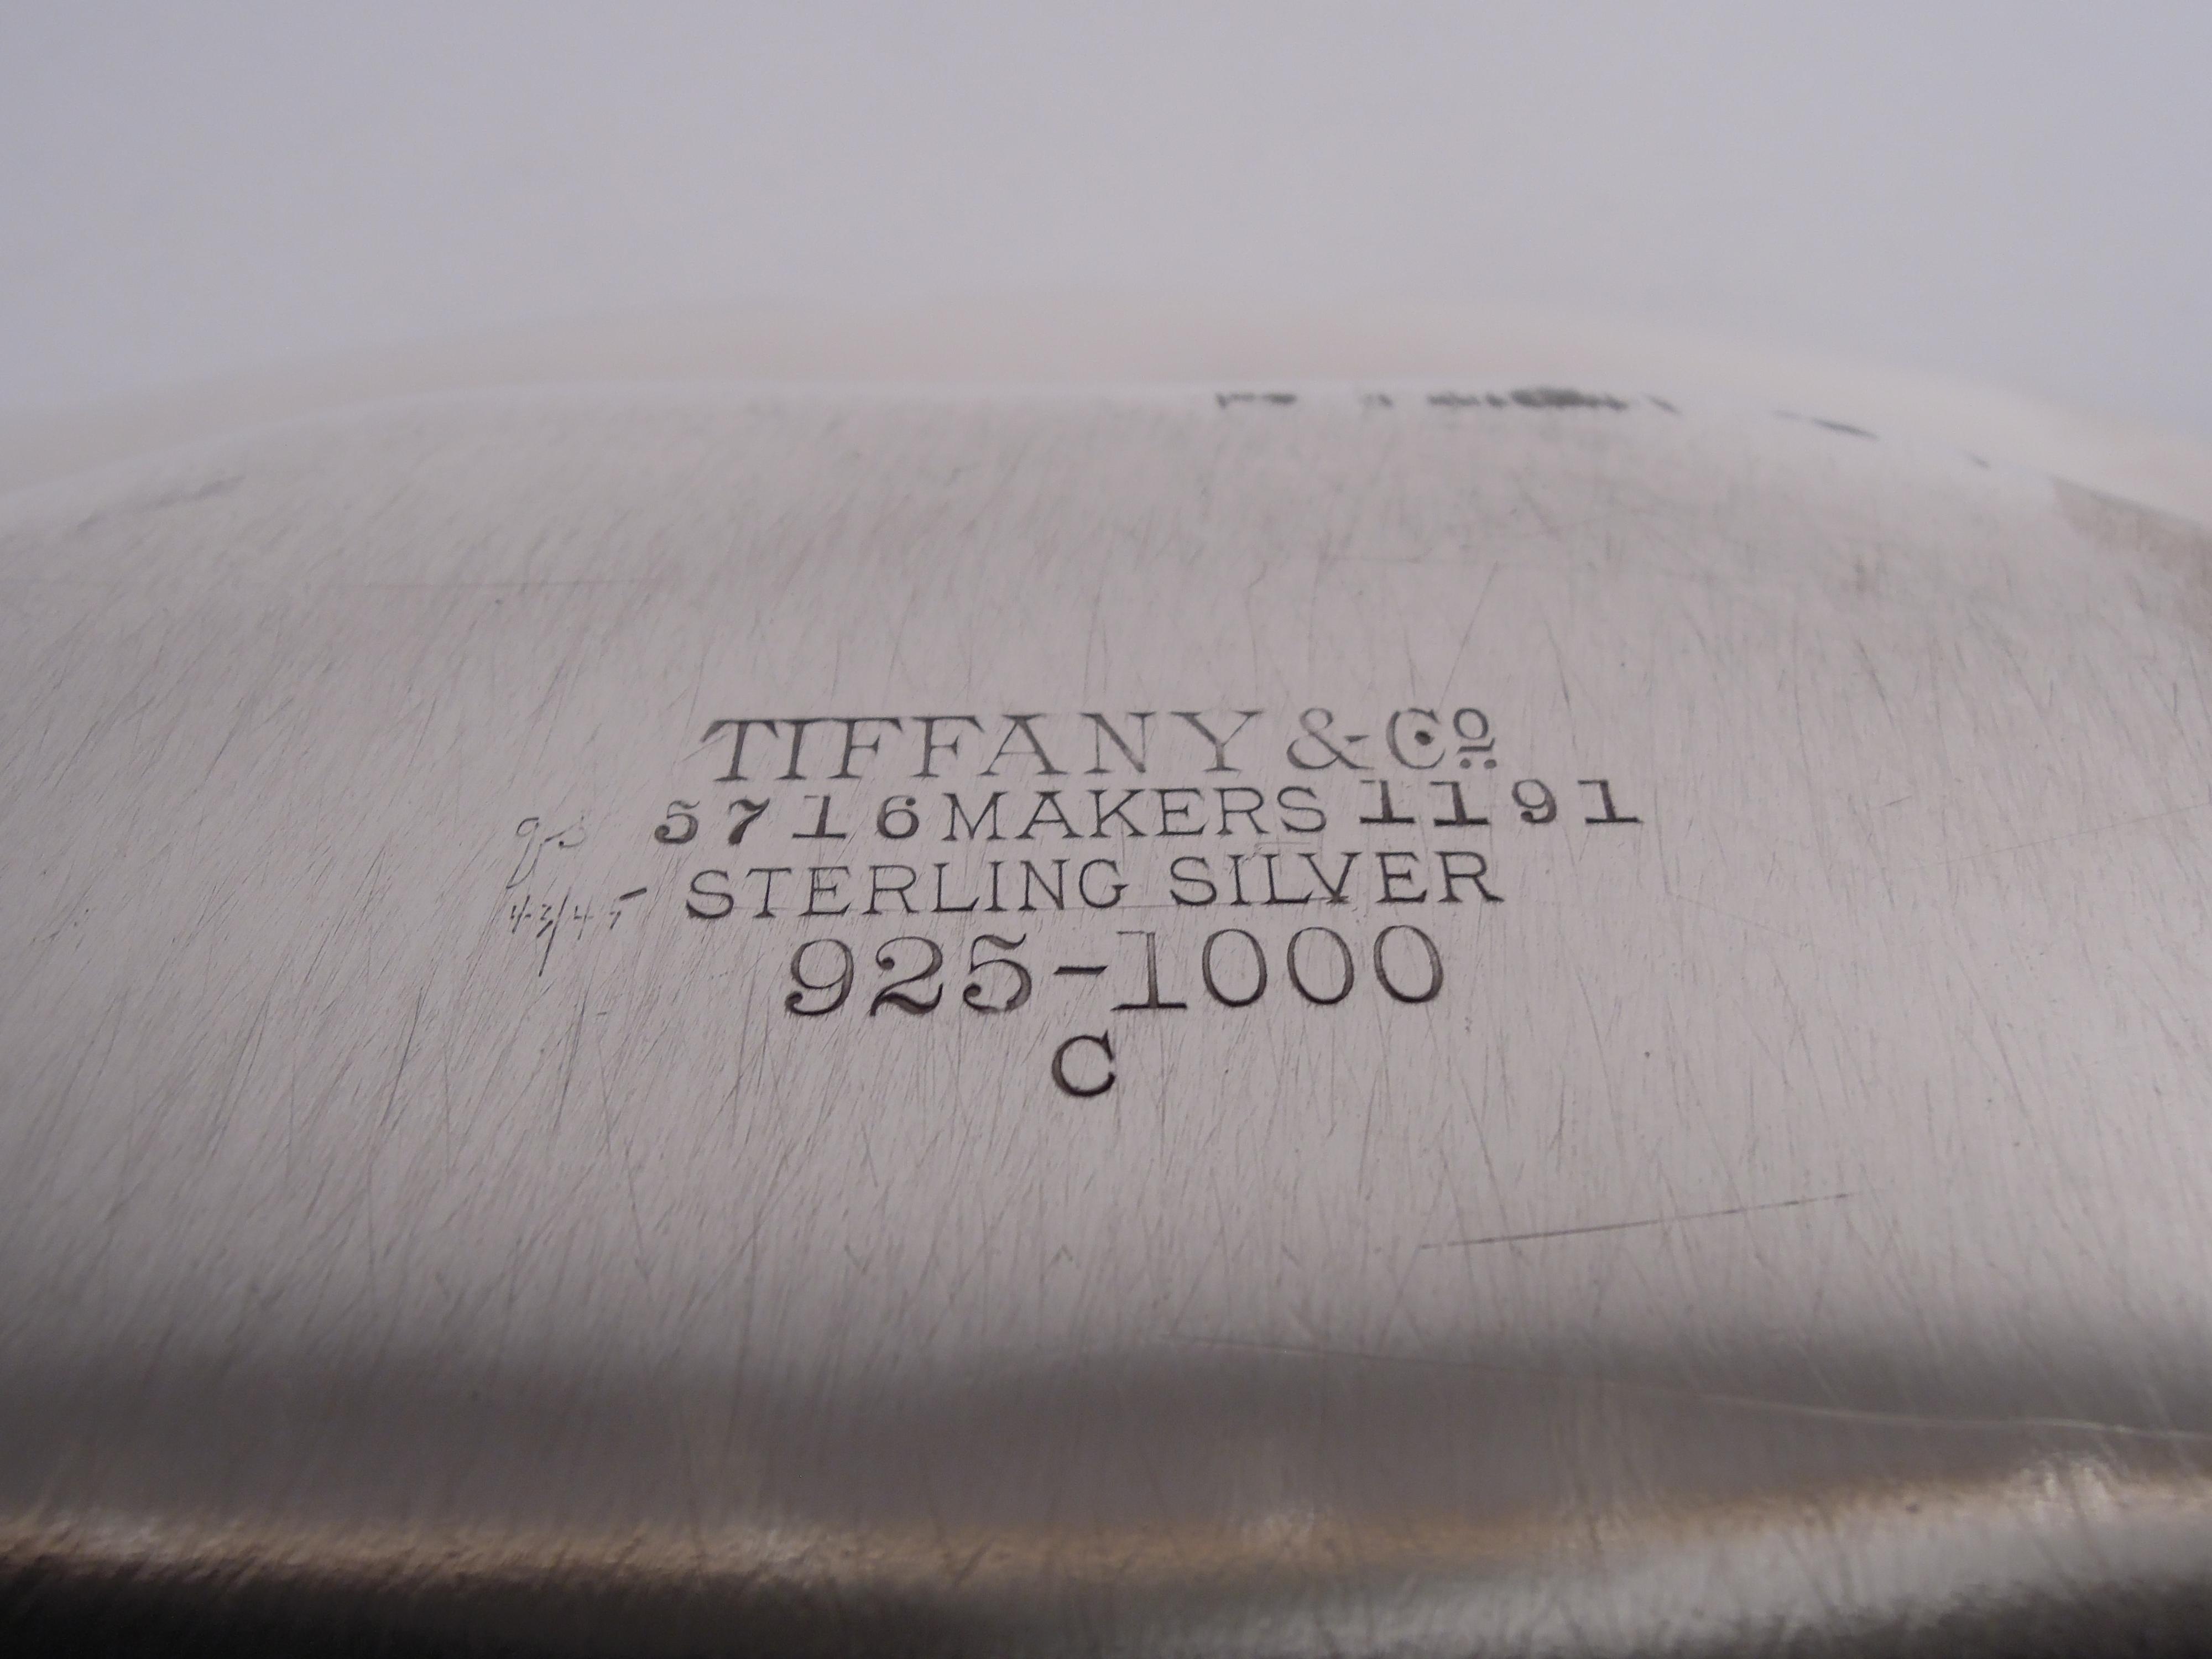 TIFFANY & Cº
5716 MAKERS 1191
STERLING SILVER
925-1000
C